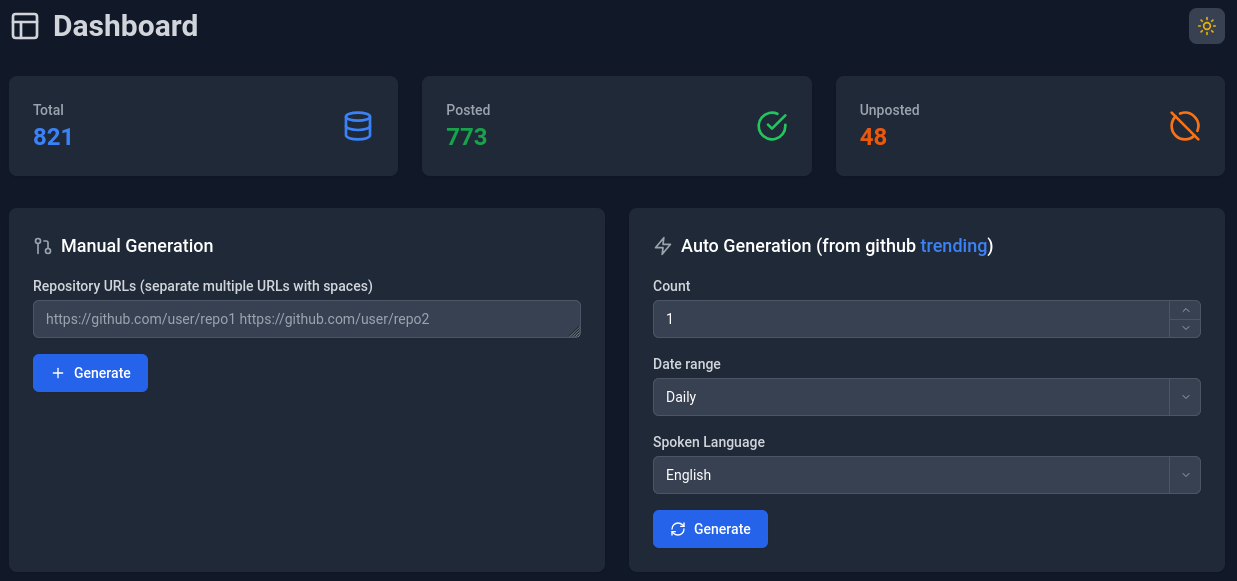 Dashboard
Total
821
Posted
773
Unposted
48
Manual Generation
Repository URLs (separate multiple URLs with spaces)
https://github.com/user/repo1 https://github.com/user/repo2
Generate
Auto Generation (from github trending)
Count
1
Date range
Daily
Spoken Language
English
Generate